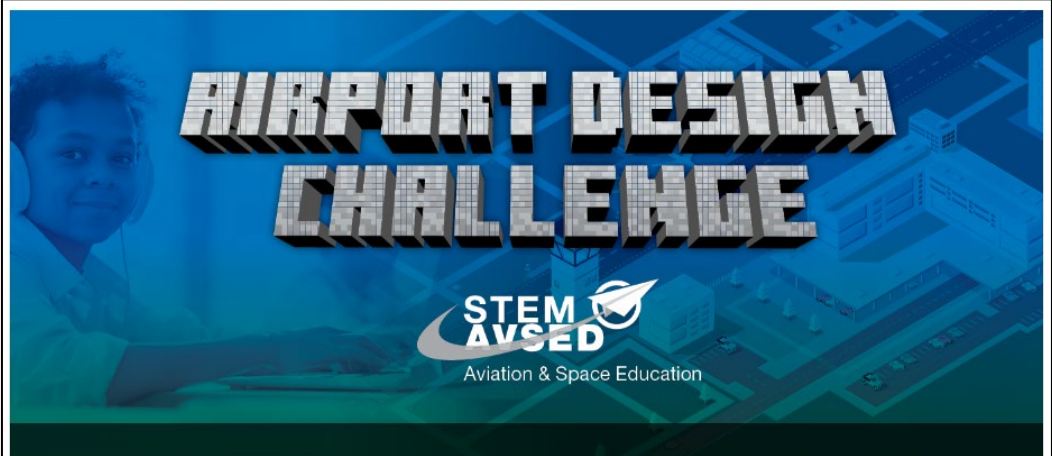 AIRPORT DESIGN
CHALLENGE
STEM
AVSED
Aviation & Space Education